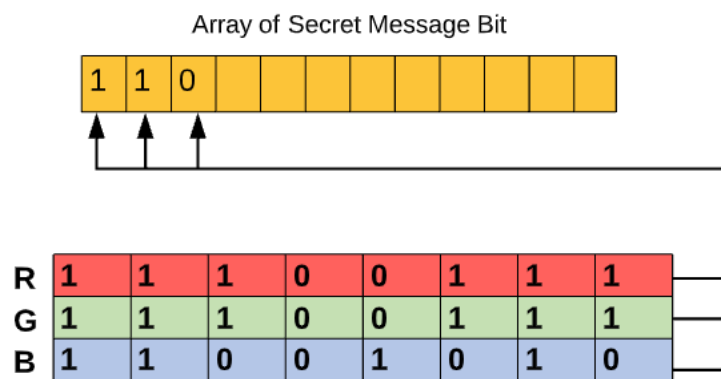 Array of Secret Message Bit
1 1 0
R 1 1 1 0 0 1 1 1
G 1 1 1 0 0 1 1 1
B 1 1 0 0 1 0 1 0